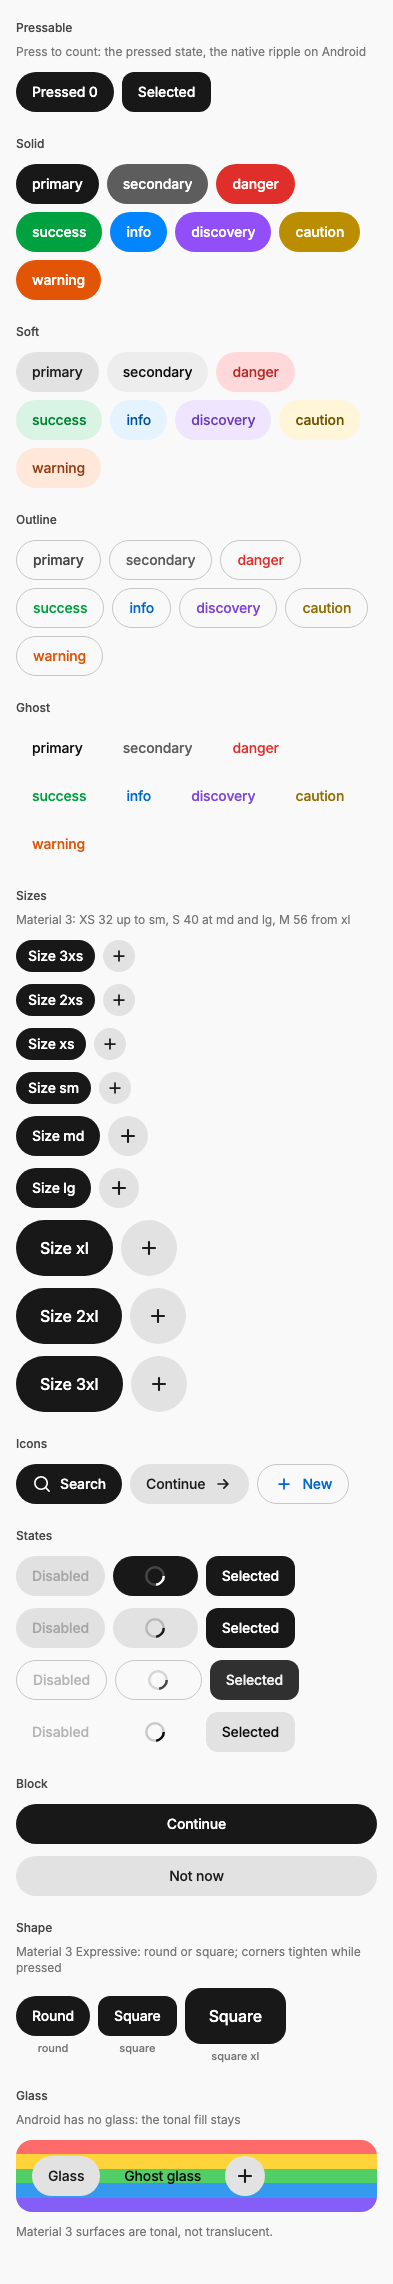 Pressable
Press to count: the pressed state, the native ripple on Android
Pressed 0 Selected
Solid
primary secondary danger
success info discovery caution
warning
Soft
primary secondary danger
success info discovery caution
warning
Outline
primary secondary danger
success info discovery caution
warning
Ghost
primary secondary danger
success info discovery caution
warning
Sizes
Material 3: XS 32 up to sm, S 40 at md and lg, M 56 from xl
Size 3xs
Size 2xs
Size xs
Size sm
Size md
Size lg
Size xl
Size 2xl
Size 3xl
Icons
Search Continue New
States
Disabled Selected
Disabled Selected
Disabled Selected
Disabled Selected
Block
Continue
Not now
Shape
Material 3 Expressive: round or square; corners tighten while
pressed
Round Square Square
round square square xl
Glass
Android has no glass: the tonal fill stays
Glass Ghost glass
Material 3 surfaces are tonal, not translucent.